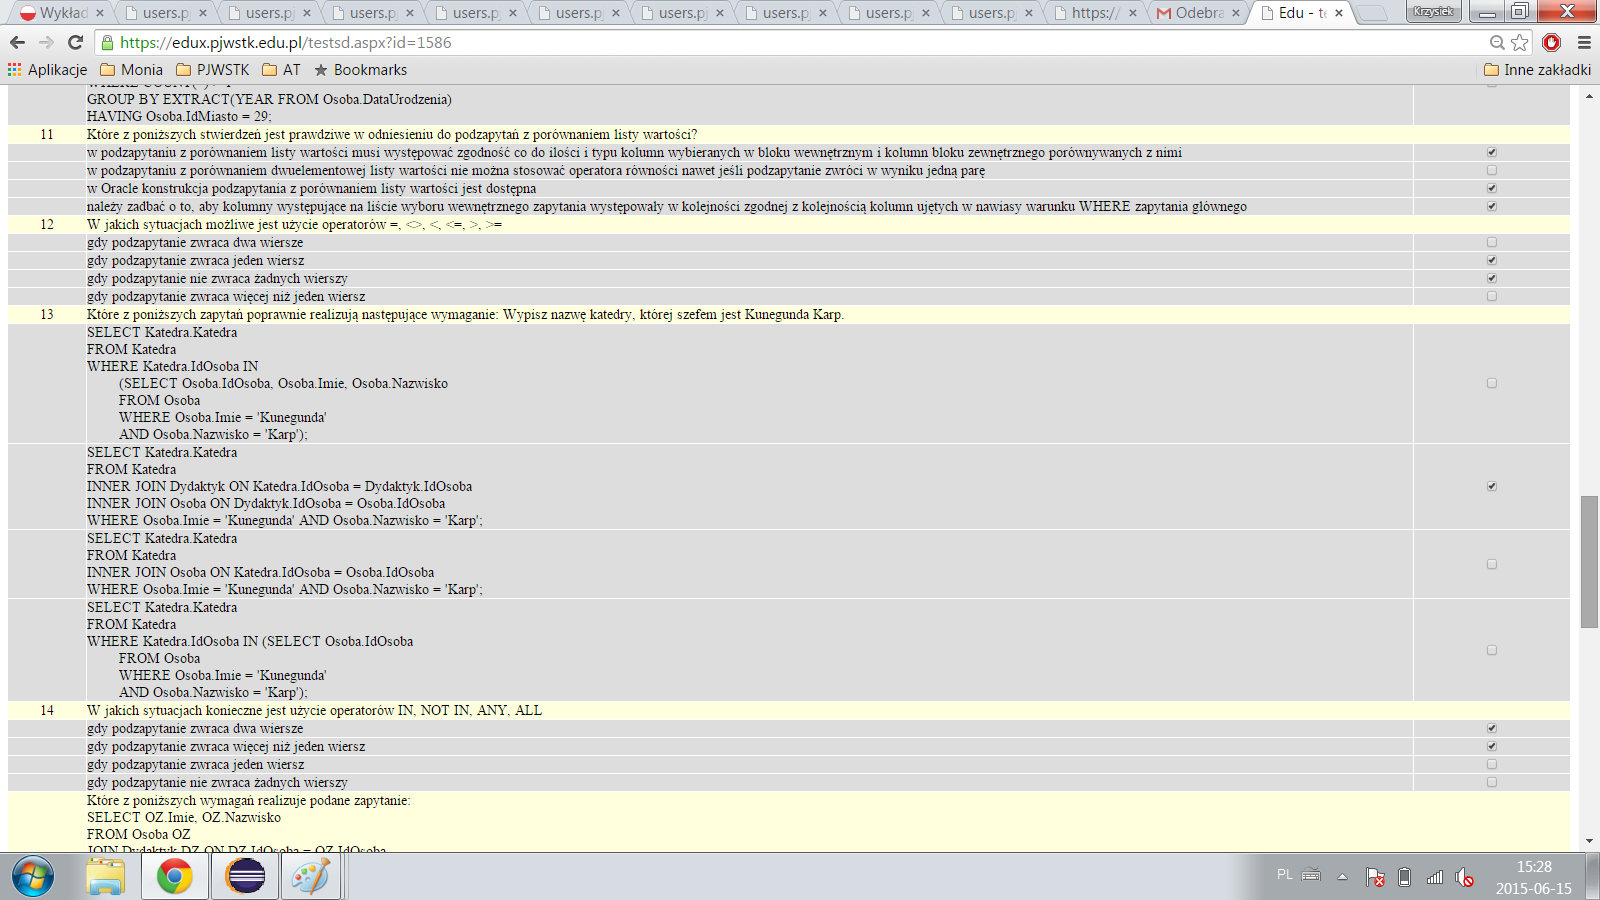 Wykład
users.p
users.p
users.p
users.p
users.p
users.p
users.p
users.p
users.p
https://
Odebra
Edu - te
Krzysiek
https://edux.pjwstk.edu.pl/testsd.aspx?id=1586
Aplikacje Monia PJWSTK AT Bookmarks Inne zakładki
GROUP BY EXTRACT(YEAR FROM Osoba.DataUrodzenia)
HAVING Osoba.IdMiasto = 29;
11 Które z poniższych stwierdzeń jest prawdziwe w odniesieniu do podzapytań z porównaniem listy wartości?
w podzapytaniu z porównaniem listy wartości musi występować zgodność co do ilości i typu kolumn wybieranych w bloku wewnętrznym i kolumn bloku zewnętrznego porównywanych z nimi
w podzapytaniu z porównaniem dwuelementowej listy wartości nie można stosować operatora równości nawet jeśli podzapytanie zwróci w wyniku jedną parę
w Oracle konstrukcja podzapytania z porównaniem listy wartości jest dostępna
należy zadbać o to, aby kolumny występujące na liście wyboru wewnętrznego zapytania występowały w kolejności zgodnej z kolejnością kolumn ujętych w nawiasy warunku WHERE zapytania głównego
12 W jakich sytuacjach możliwe jest użycie operatorów =, <>, <, <=, >, >=
gdy podzapytanie zwraca dwa wiersze
gdy podzapytanie zwraca jeden wiersz
gdy podzapytanie nie zwraca żadnych wierszy
gdy podzapytanie zwraca więcej niż jeden wiersz
13 Które z poniższych zapytań poprawnie realizują następujące wymaganie: Wypisz nazwę katedry, której szefem jest Kunegunda Karp.
SELECT Katedra.Katedra
FROM Katedra
WHERE Katedra.IdOsoba IN
(SELECT Osoba.IdOsoba, Osoba.Imie, Osoba.Nazwisko
FROM Osoba
WHERE Osoba.Imie = 'Kunegunda'
AND Osoba.Nazwisko = 'Karp');
SELECT Katedra.Katedra
FROM Katedra
INNER JOIN Dydaktyk ON Katedra.IdOsoba = Dydaktyk.IdOsoba
INNER JOIN Osoba ON Dydaktyk.IdOsoba = Osoba.IdOsoba
WHERE Osoba.Imie = 'Kunegunda' AND Osoba.Nazwisko = 'Karp';
SELECT Katedra.Katedra
FROM Katedra
INNER JOIN Osoba ON Katedra.IdOsoba = Osoba.IdOsoba
WHERE Osoba.Imie = 'Kunegunda' AND Osoba.Nazwisko = 'Karp';
SELECT Katedra.Katedra
FROM Katedra
WHERE Katedra.IdOsoba IN (SELECT Osoba.IdOsoba
FROM Osoba
WHERE Osoba.Imie = 'Kunegunda'
AND Osoba.Nazwisko = 'Karp');
14 W jakich sytuacjach konieczne jest użycie operatorów IN, NOT IN, ANY, ALL
gdy podzapytanie zwraca dwa wiersze
gdy podzapytanie zwraca więcej niż jeden wiersz
gdy podzapytanie zwraca jeden wiersz
gdy podzapytanie nie zwraca żadnych wierszy
Które z poniższych wymagań realizuje podane zapytanie:
SELECT OZ.Imie, OZ.Nazwisko
FROM Osoba OZ
JOIN Dydaktyk DZ ON DZ.IdOsoba = OZ.IdOsoba
PL
15:28
2015-06-15